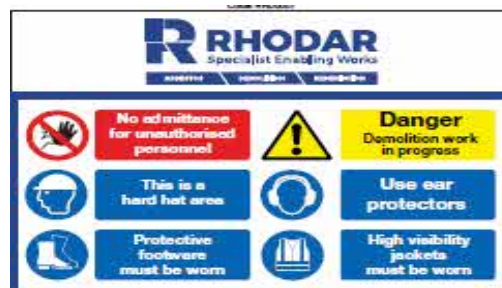 RHODAR
Specialist Enabling Works
No admittance
for unauthorised
personnel
Danger
Demolition work
in progress
This is a
hard hat area
Use ear
protectors
Protective
footware
must be worn
High visibility
jackets
must be worn